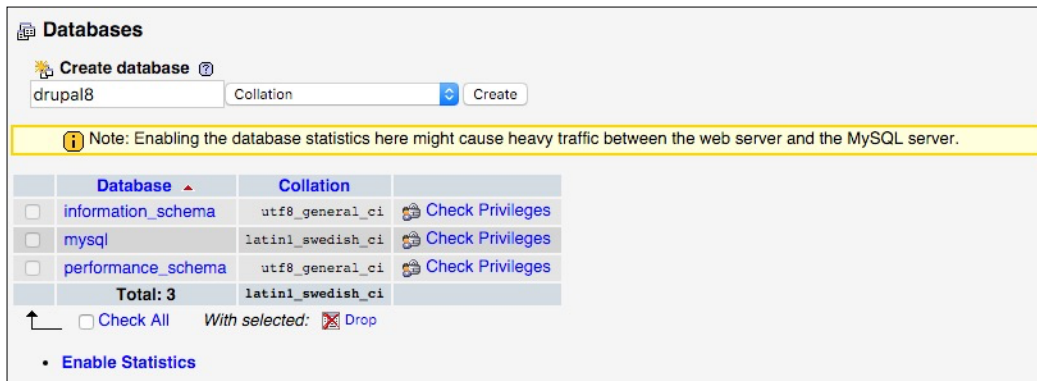 Databases
Create database
drupal8 Collation Create
Note: Enabling the database statistics here might cause heavy traffic between the web server and the MySQL server.
Database Collation
information_schema utf8_general_ci Check Privileges
mysql latin1_swedish_ci Check Privileges
performance_schema utf8_general_ci Check Privileges
Total: 3 latin1_swedish_ci
Check All With selected: Drop
• Enable Statistics